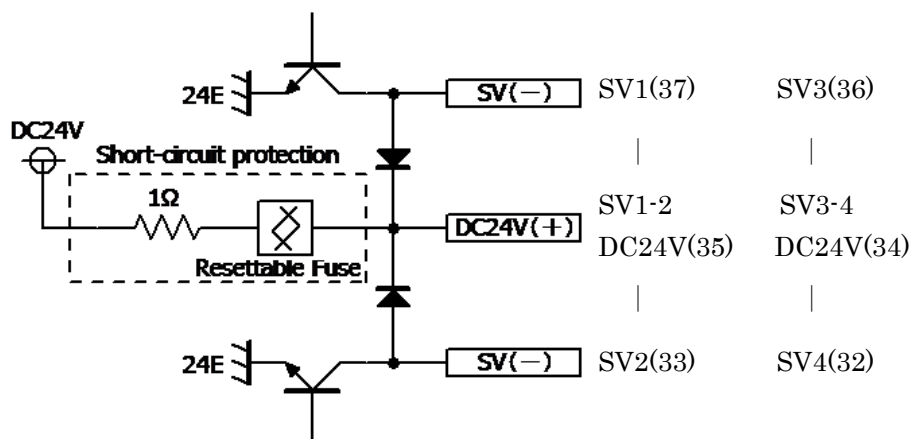 24E SV(−) SV1(37) SV3(36)
DC24V
Short-circuit protection | |
1Ω SV1-2 SV3-4
DC24V(+) DC24V(35) DC24V(34)
Resettable Fuse
| |
24E SV(−) SV2(33) SV4(32)